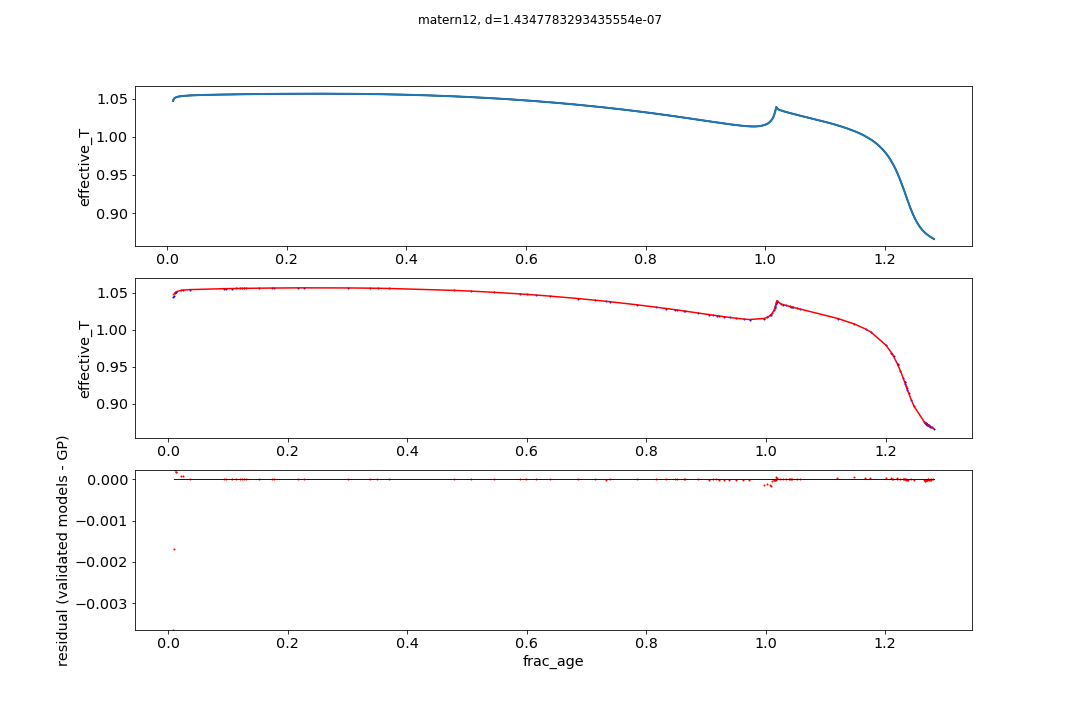 matern12, d=1.4347783293435554e-07
effective_T
1.05
1.00
0.95
0.90
0.0 0.2 0.4 0.6 0.8 1.0 1.2
effective_T
1.05
1.00
0.95
0.90
0.0 0.2 0.4 0.6 0.8 1.0 1.2
residual (validated models - GP)
0.000
−0.001
−0.002
−0.003
0.0 0.2 0.4 0.6 0.8 1.0 1.2
frac_age